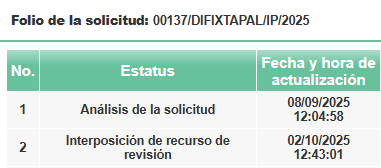 Folio de la solicitud: 00137/DIFIXTAPAL/IP/2025
No. Estatus Fecha y hora de actualización
1 Análisis de la solicitud 08/09/2025 12:04:58
2 Interposición de recurso de revisión 02/10/2025 12:43:01